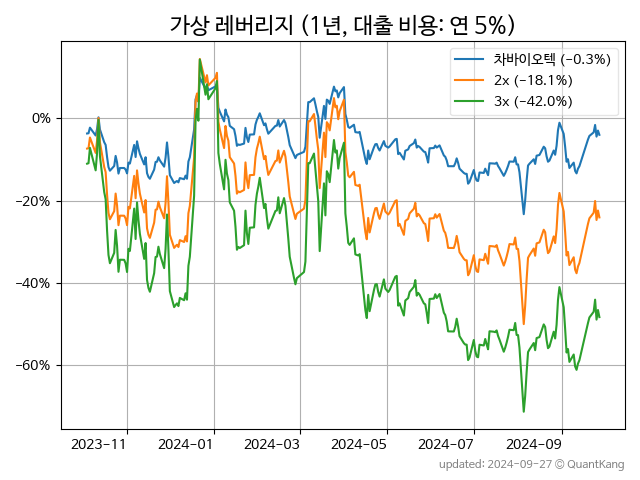 가상 레버리지 (1년, 대출 비용: 연 5%)
차바이오텍 (−0.3%)
2x (−18.1%)
3x (−42.0%)
0%
−20%
−40%
−60%
2023-11
2024-01
2024-03
2024-05
2024-07
2024-09
updated: 2024-09-27 © QuantKang